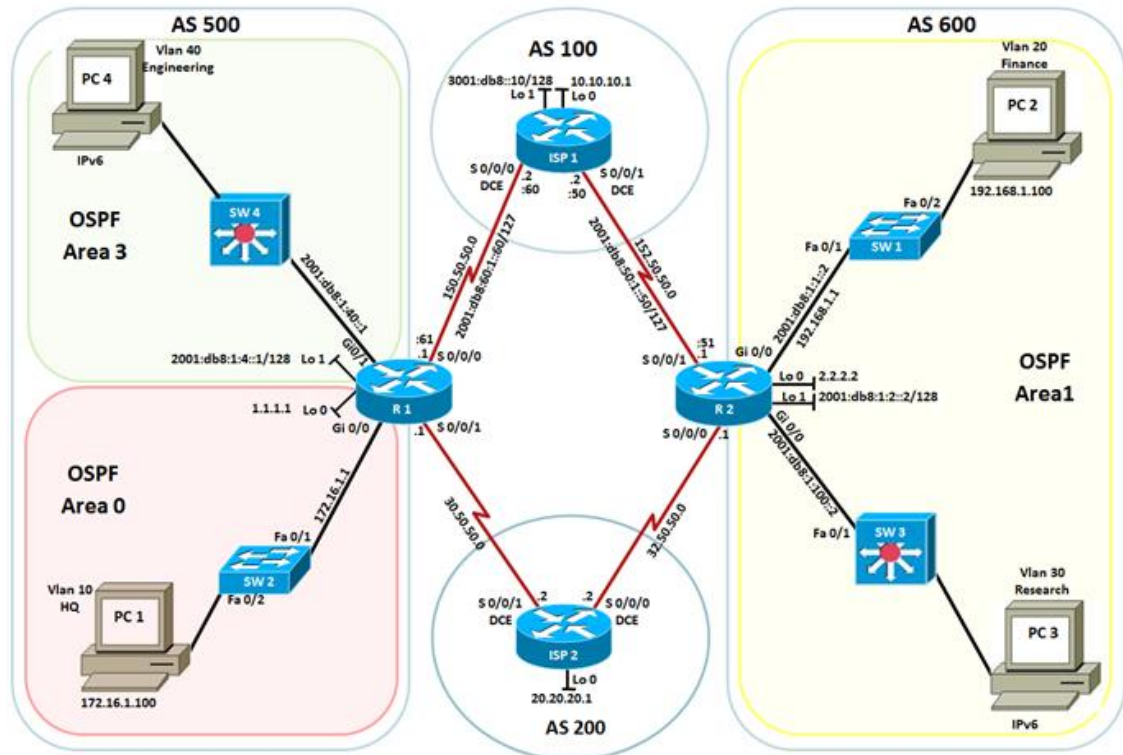 AS 500
Vlan 40
Engineering
PC 4
IPv6
OSPF
Area 3
SW 4
2001:db8:1:40::1
Gi0/1
2001:db8:1:4::1/128
Lo 1
1.1.1.1
Lo 0
Gi 0/0
R 1
:61
.1
S 0/0/0
.1
S 0/0/1
OSPF
Area 0
172.16.1.1
Fa 0/1
SW 2
Fa 0/2
Vlan 10
HQ
PC 1
172.16.1.100
AS 100
3001:db8::10/128
Lo 1
10.10.10.1
Lo 0
ISP 1
S 0/0/0
DCE
.2
:60
S 0/0/1
DCE
.2
:50
150.50.50.0
2001:db8:60:1::60/127
152.50.50.0
2001:db8:50:1::50/127
30.50.50.0
32.50.50.0
S 0/0/1
DCE
.2
.2
S 0/0/0
DCE
ISP 2
Lo 0
20.20.20.1
AS 200
AS 600
Vlan 20
Finance
PC 2
192.168.1.100
Fa 0/2
SW 1
Fa 0/1
2001:db8:1:1::2
192.168.1.1
:51
.1
S 0/0/1
Gi 0/0
R 2
Lo 0
2.2.2.2
Lo 1
2001:db8:1:2::2/128
S 0/0/0
.1
Gi 0/0
2001:db8:1:100::2
OSPF
Area1
Fa 0/1
SW 3
Vlan 30
Research
PC 3
IPv6